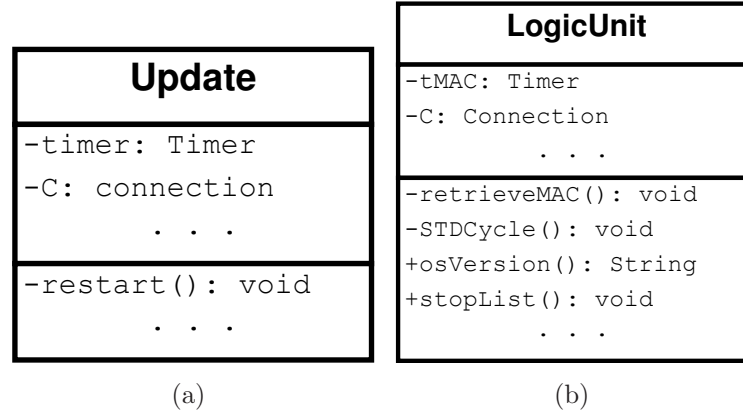 Update
-timer: Timer
-C: connection
. . .
-restart(): void
. . .
(a)
LogicUnit
-tMAC: Timer
-C: Connection
. . .
-retrieveMAC(): void
-STDCycle(): void
+osVersion(): String
+stopList(): void
. . .
(b)